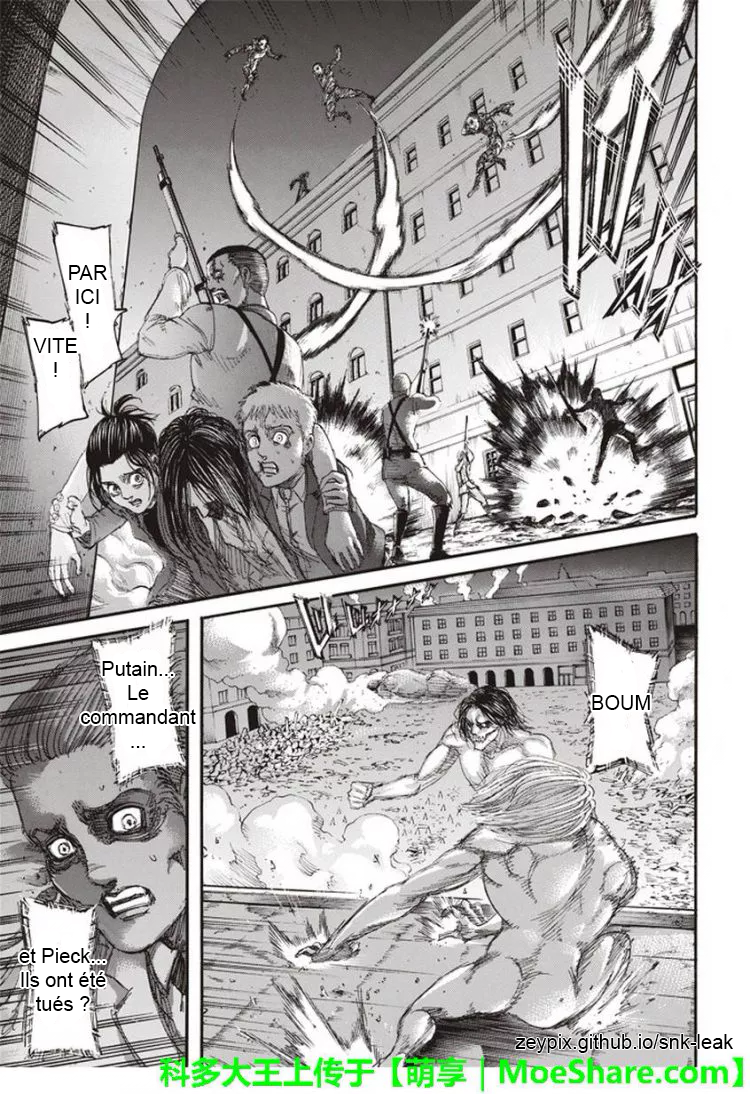 PAR
ICI
!
VITE
!
BOUM
Putain...
Le
commandant
...
et Pieck...
Ils ont été
tués ?
zeypix.github.io/snk-leak
科多大王上传于【萌享｜MoeShare.com】